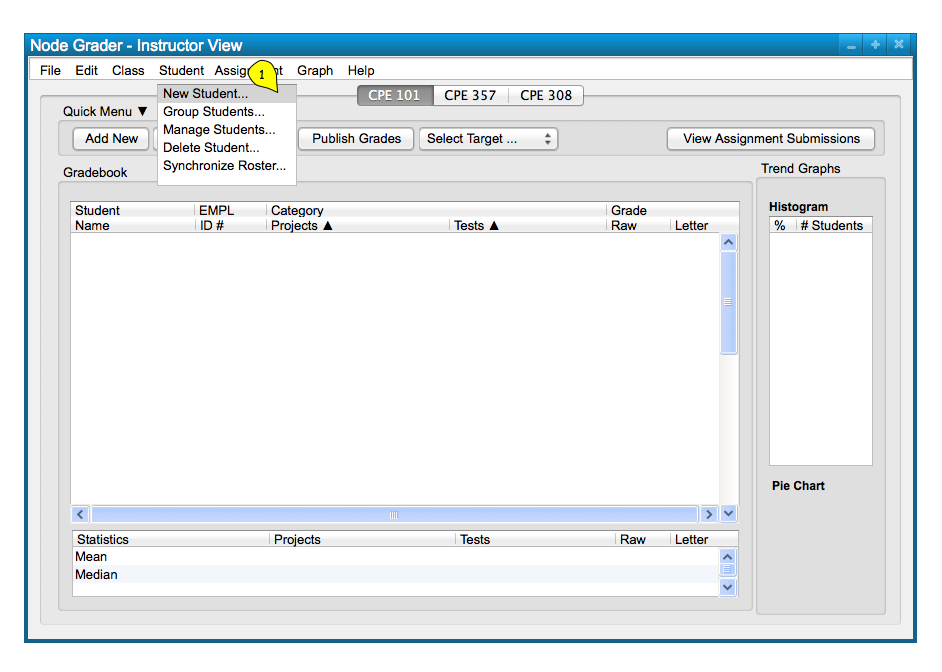 Node Grader - Instructor View
File Edit Class Student Assig nt Graph Help
1
New Student...
Group Students...
Manage Students...
Delete Student...
Synchronize Roster...
CPE 101 CPE 357 CPE 308
Quick Menu ▼
Add New Publish Grades Select Target ... View Assignment Submissions
Gradebook
Student EMPL Category Grade
Name ID # Projects ▲ Tests ▲ Raw Letter
Trend Graphs
Histogram
% # Students
Pie Chart
Statistics Projects Tests Raw Letter
Mean
Median